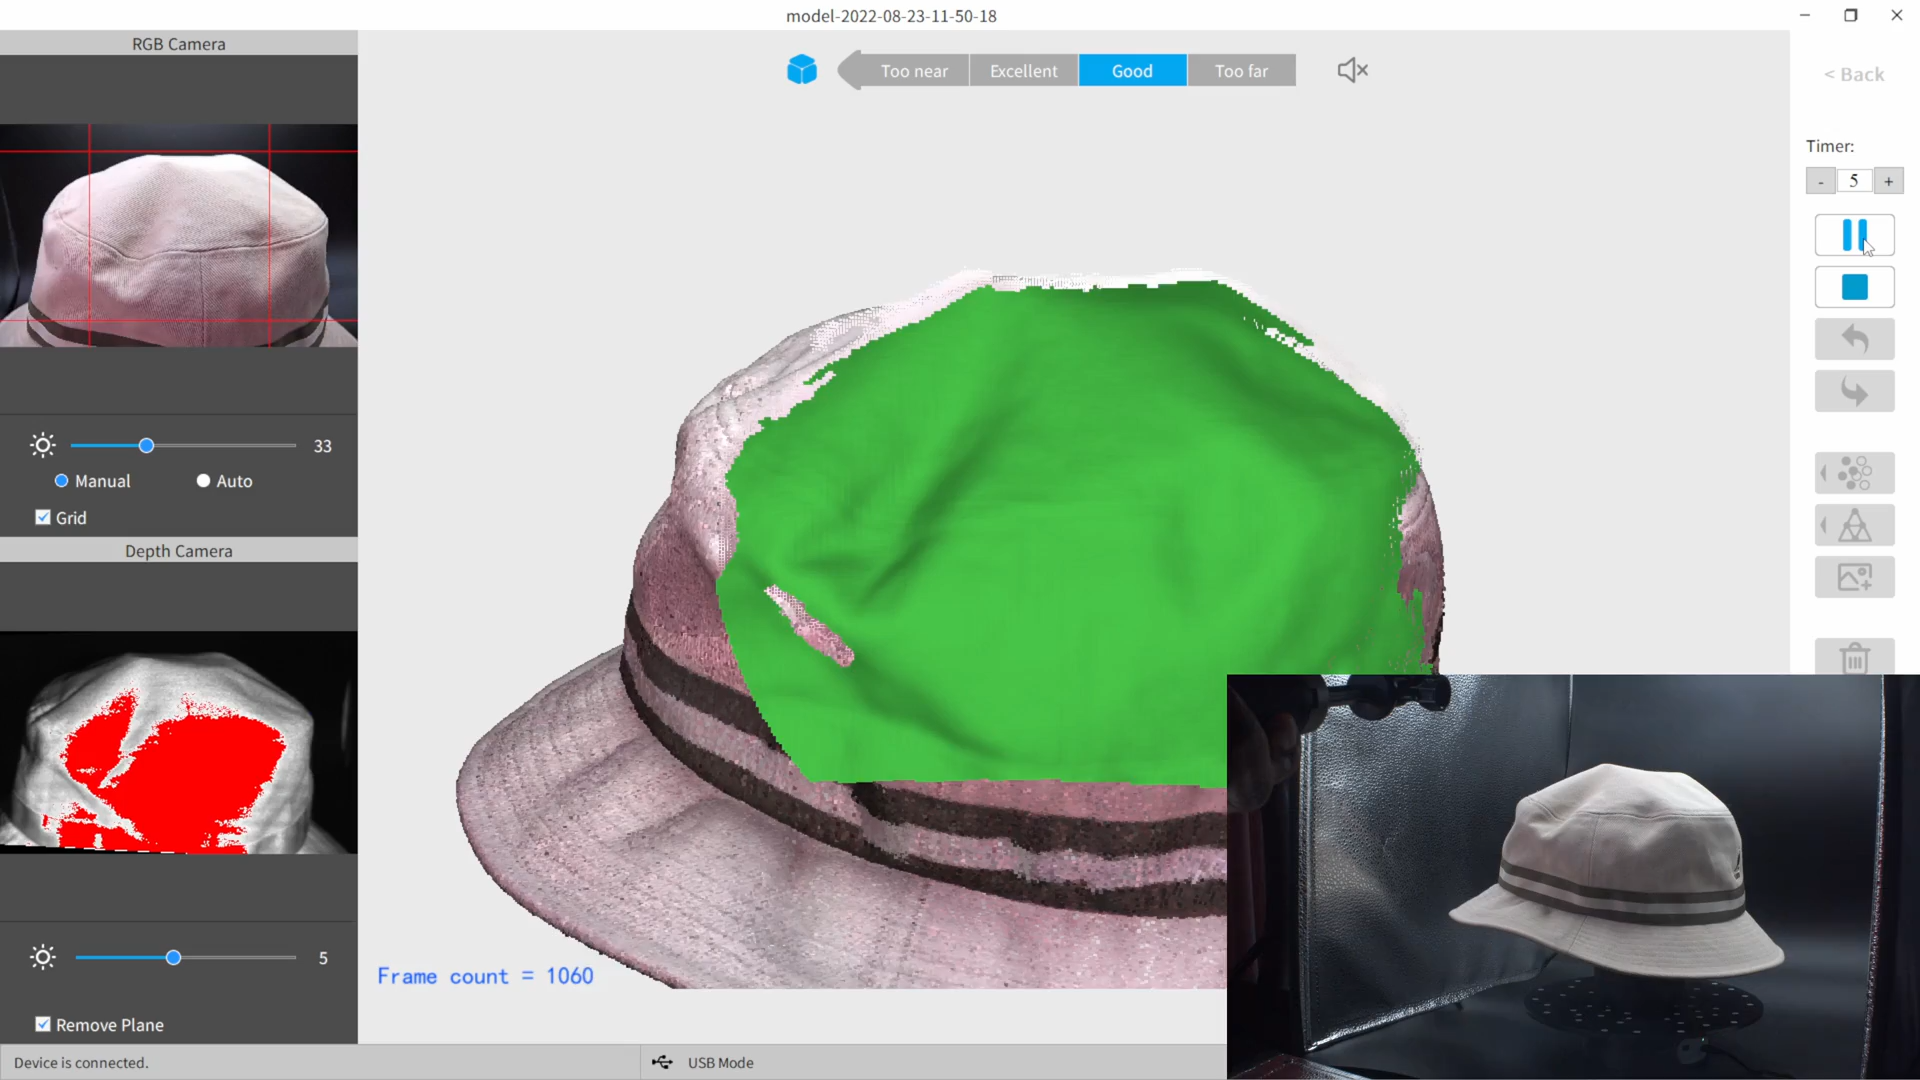 model-2022-08-23-11-50-18
RGB Camera
Too near
Excellent
Good
Too far
< Back
Timer:
- 5 +
33
Manual
Auto
Grid
Depth Camera
5
Frame count = 1060
Remove Plane
Device is connected.
USB Mode